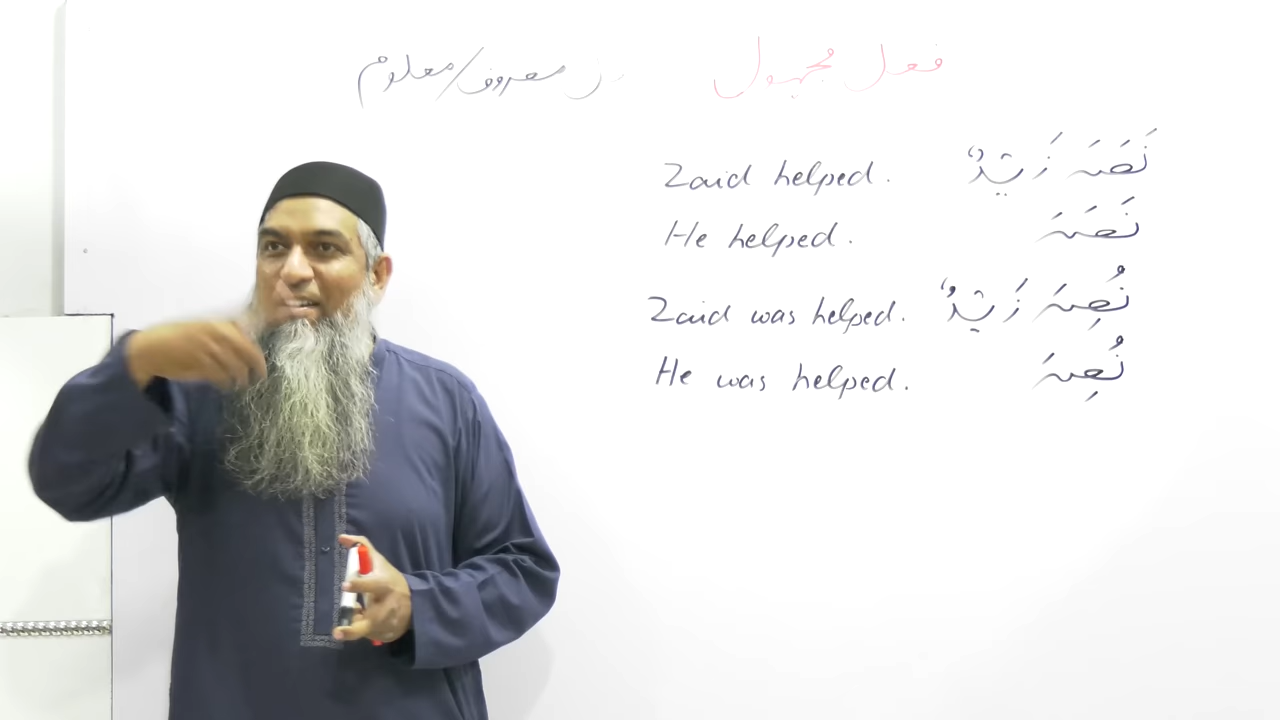 فعل مجهول معروف/معلوم
Zaid helped. نَصَرَ زَيْدٌ
He helped. نَصَرَ
Zaid was helped. نُصِرَ زَيْدٌ
He was helped. نُصِرَ